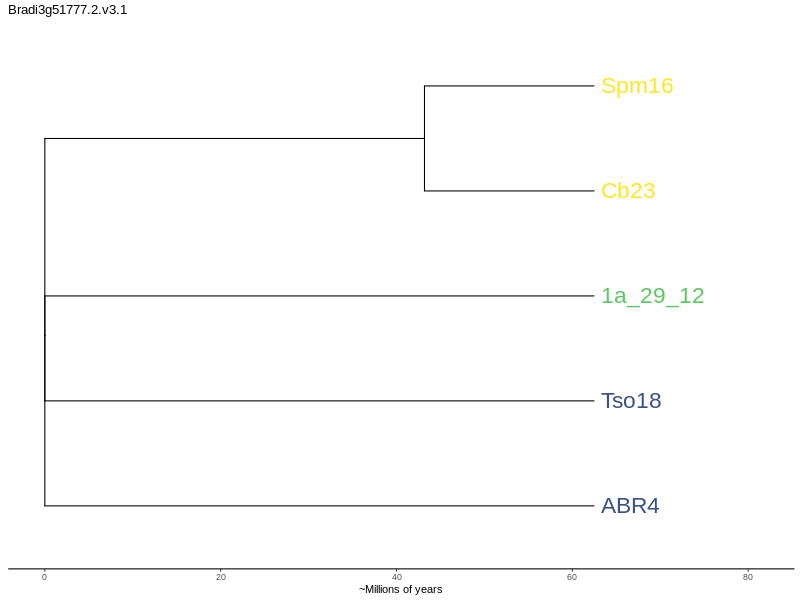 Bradi3g51777.2.v3.1
Spm16
Cb23
1a_29_12
Tso18
ABR4
0 20 40 60 80
~Millions of years